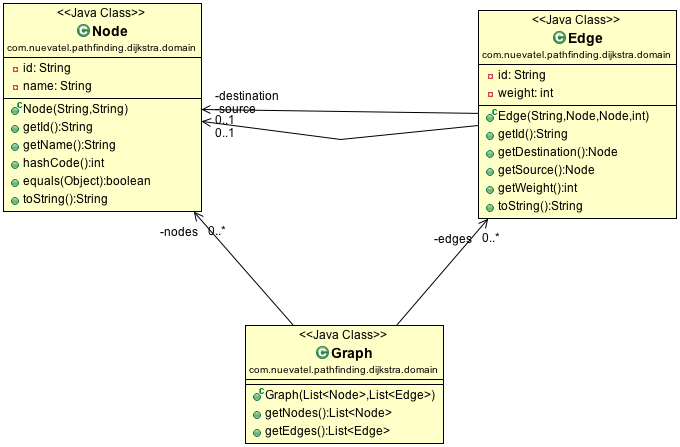 <<Java Class>>
Node
com.nuevatel.pathfinding.dijkstra.domain
id: String
name: String
Node(String,String)
getId():String
getName():String
hashCode():int
equals(Object):boolean
toString():String
<<Java Class>>
Edge
com.nuevatel.pathfinding.dijkstra.domain
id: String
weight: int
Edge(String,Node,Node,int)
getId():String
getDestination():Node
getSource():Node
getWeight():int
toString():String
-destination
-source
0..1
0..1
-nodes 0..*
-edges 0..*
<<Java Class>>
Graph
com.nuevatel.pathfinding.dijkstra.domain
Graph(List<Node>,List<Edge>)
getNodes():List<Node>
getEdges():List<Edge>